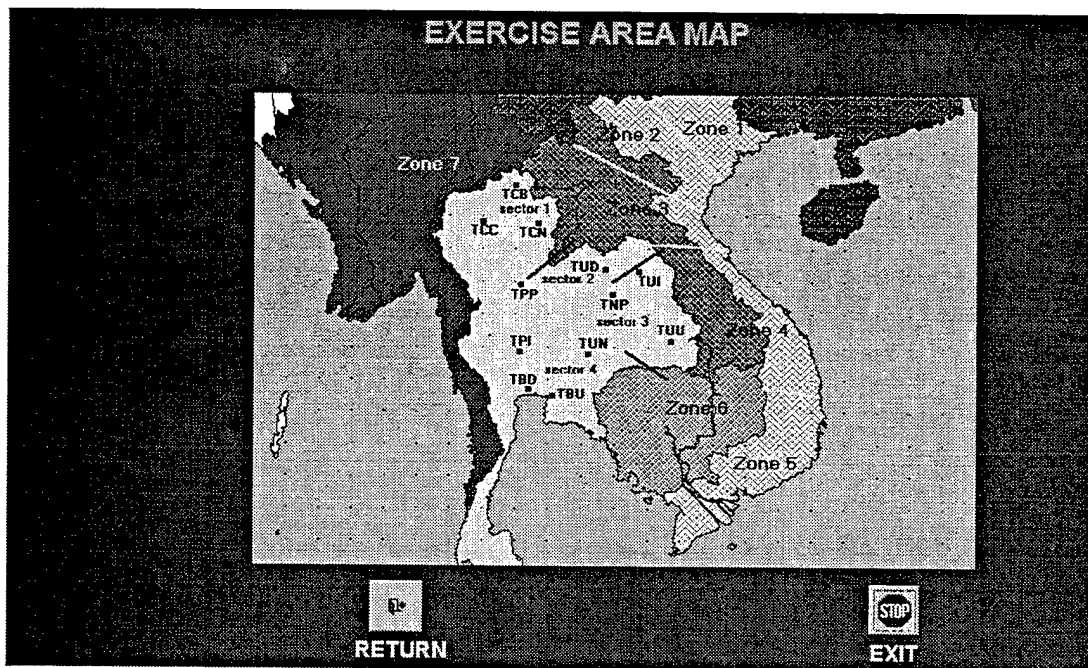 EXERCISE AREA MAP
Zone 2
Zone 1
Zone 7
TCB
sector 1
Zone 3
TCC
TCN
TUD
sector 2
TUI
TPP
TNP
sector 3
TUU
Zone 4
TPI
TUN
sector 4
TBD
TBU
Zone 6
Zone 5
STOP
RETURN
EXIT